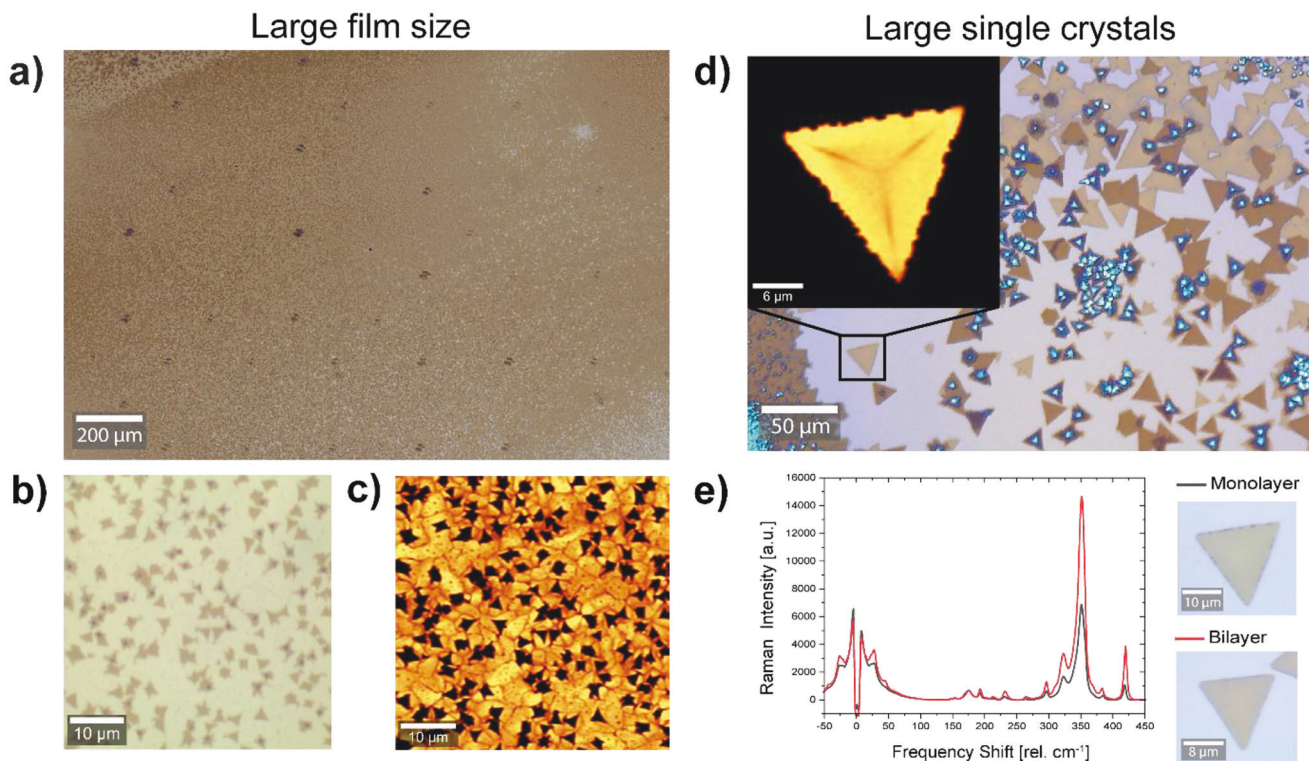 Large film size
Large single crystals
a)
200 µm
d)
6 µm
50 µm
b)
10 µm
c)
10 µm
e)
Raman Intensity [a.u.]
16000
14000
12000
10000
8000
6000
4000
2000
0
-50 0 50 100 150 200 250 300 350 400 450
Frequency Shift [rel. cm⁻¹]
Monolayer
10 µm
Bilayer
8 µm